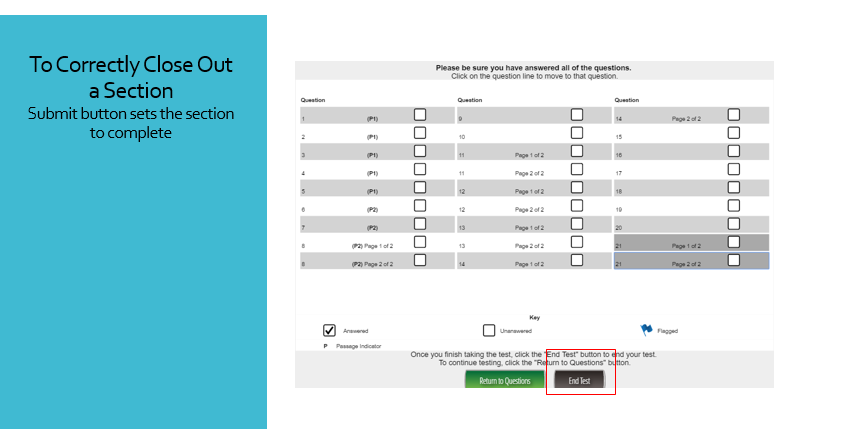 To Correctly Close Out
a Section
Submit button sets the section
to complete
Please be sure you have answered all of the questions.
Click on the question line to move to that question.
Question Question Question
1 (P1) 9 14 Page 2 of 2
2 (P1) 10 15
3 (P1) 11 Page 1 of 2 16
4 (P1) 11 Page 2 of 2 17
5 (P1) 12 Page 1 of 2 18
6 (P2) 12 Page 2 of 2 19
7 (P2) 13 Page 1 of 2 20
8 (P2) Page 1 of 2 13 Page 2 of 2 21 Page 1 of 2
8 (P2) Page 2 of 2 14 Page 1 of 2 21 Page 2 of 2
Key
Answered Unanswered Flagged
P Passage Indicator
Once you finish taking the test, click the "End Test" button to end your test.
To continue testing, click the "Return to Questions" button.
Return to Questions End Test